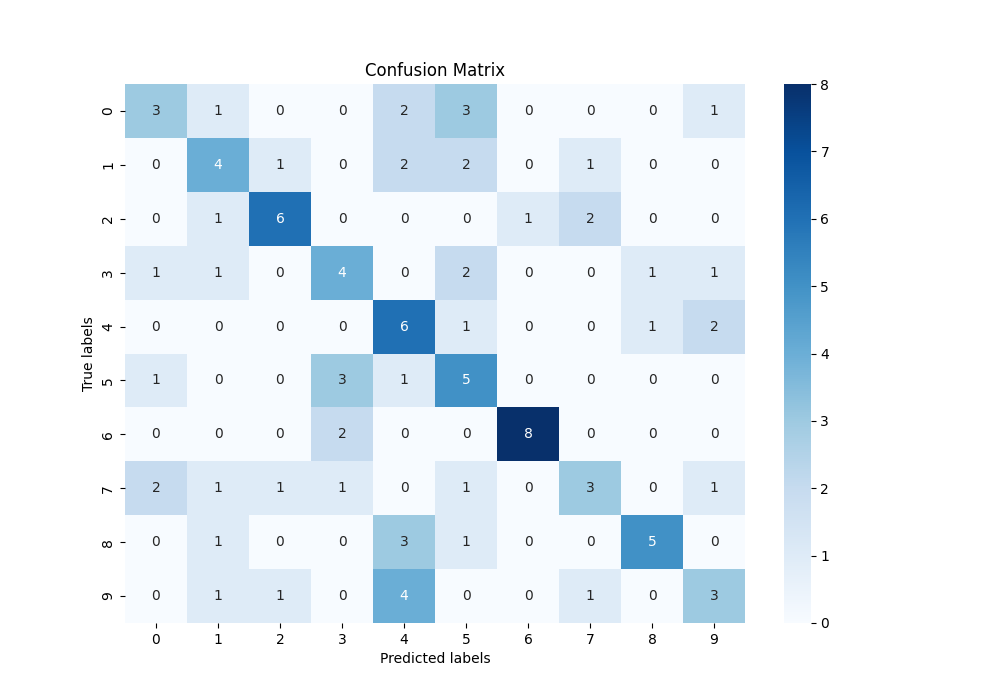 Confusion Matrix
0 3 1 0 0 2 3 0 0 0 1
1 0 4 1 0 2 2 0 1 0 0
2 0 1 6 0 0 0 1 2 0 0
3 1 1 0 4 0 2 0 0 1 1
4 0 0 0 0 6 1 0 0 1 2
5 1 0 0 3 1 5 0 0 0 0
6 0 0 0 2 0 0 8 0 0 0
7 2 1 1 1 0 1 0 3 0 1
8 0 1 0 0 3 1 0 0 5 0
9 0 1 1 0 4 0 0 1 0 3
0 1 2 3 4 5 6 7 8 9
Predicted labels
True labels
8
7
6
5
4
3
2
1
0